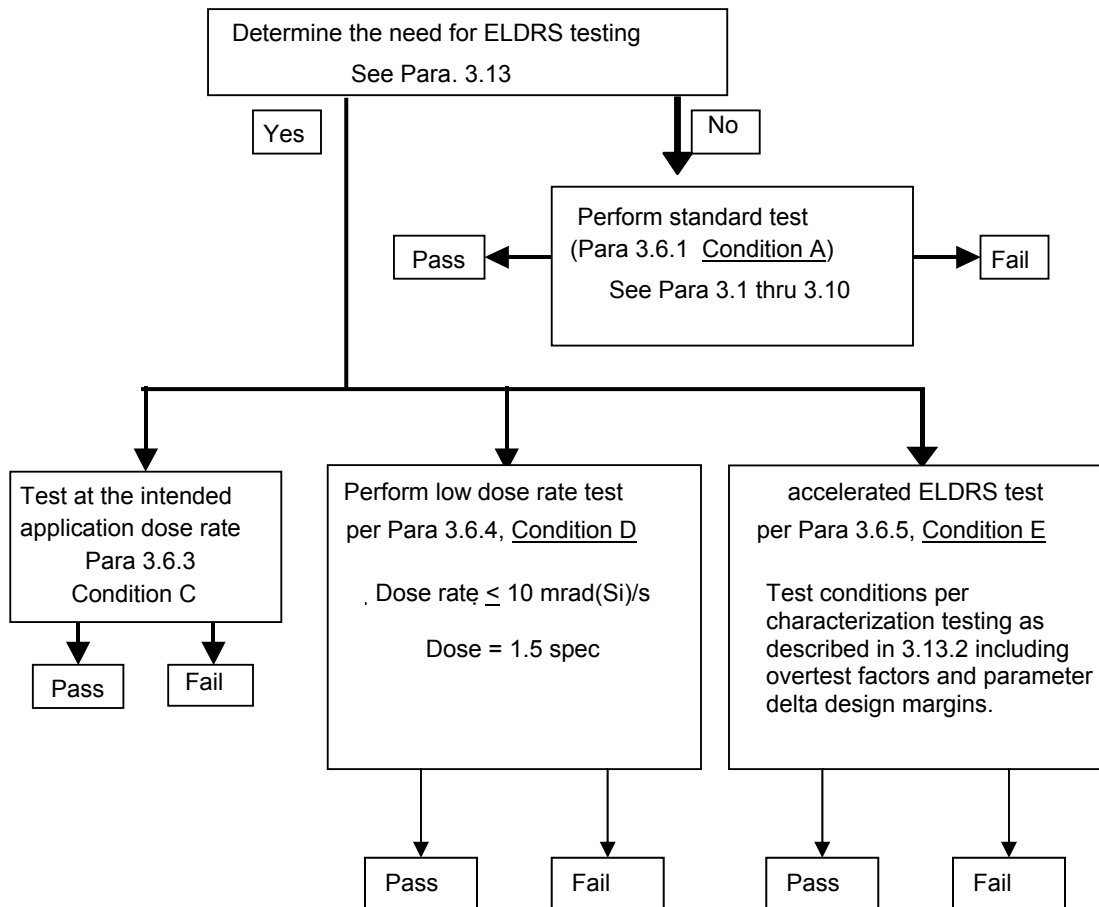 Determine the need for ELDRS testing
See Para. 3.13
Yes
No
Perform standard test
(Para 3.6.1 Condition A)
See Para 3.1 thru 3.10
Pass
Fail
Test at the intended
application dose rate
Para 3.6.3
Condition C
Pass
Fail
Perform low dose rate test
per Para 3.6.4, Condition D
Dose rate ≤ 10 mrad(Si)/s
Dose = 1.5 spec
Pass
Fail
accelerated ELDRS test
per Para 3.6.5, Condition E
Test conditions per
characterization testing as
described in 3.13.2 including
overtest factors and parameter
delta design margins.
Pass
Fail